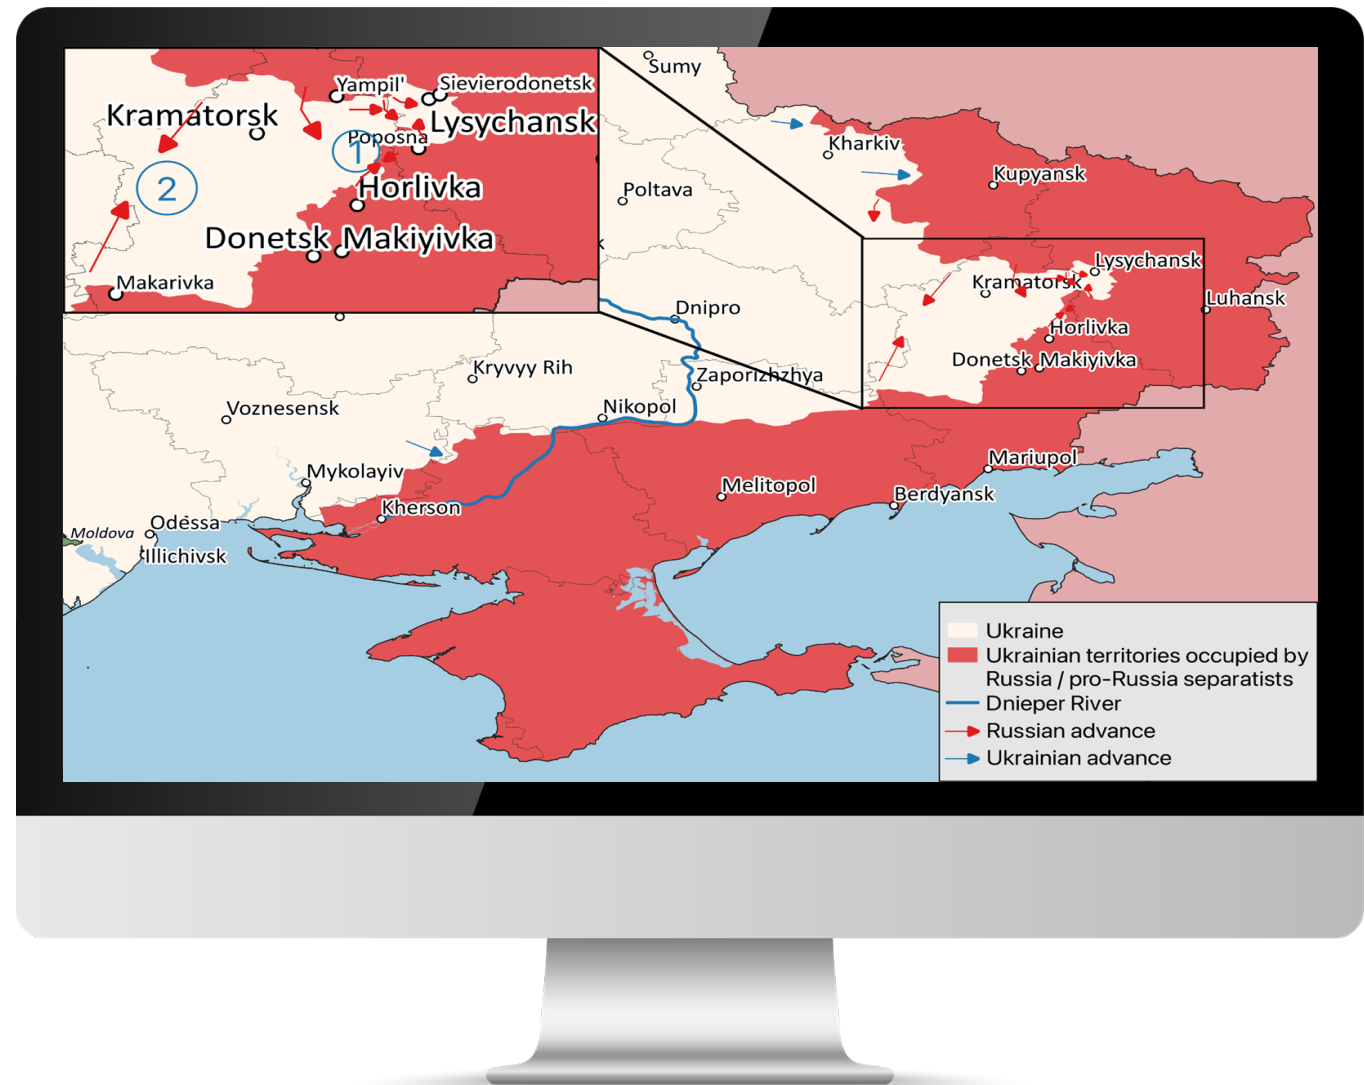 Yampil'
Sievierodonetsk
Kramatorsk
Lysychansk
Poposna
1
2
Horlivka
Donetsk
Makiyivka
Makarivka
Sumy
Kharkiv
Kupyansk
Poltava
k
Lysychansk
Kramatorsk
Luhansk
Dnipro
Horlivka
Donetsk
Makiyivka
Kryvyy Rih
Zaporizhzhya
Voznesensk
Nikopol
Mykolayiv
Mariupol
Melitopol
Berdyansk
Kherson
Odessa
Moldova
Illichivsk
Ukraine
Ukrainian territories occupied by
Russia / pro-Russia separatists
Dnieper River
Russian advance
Ukrainian advance